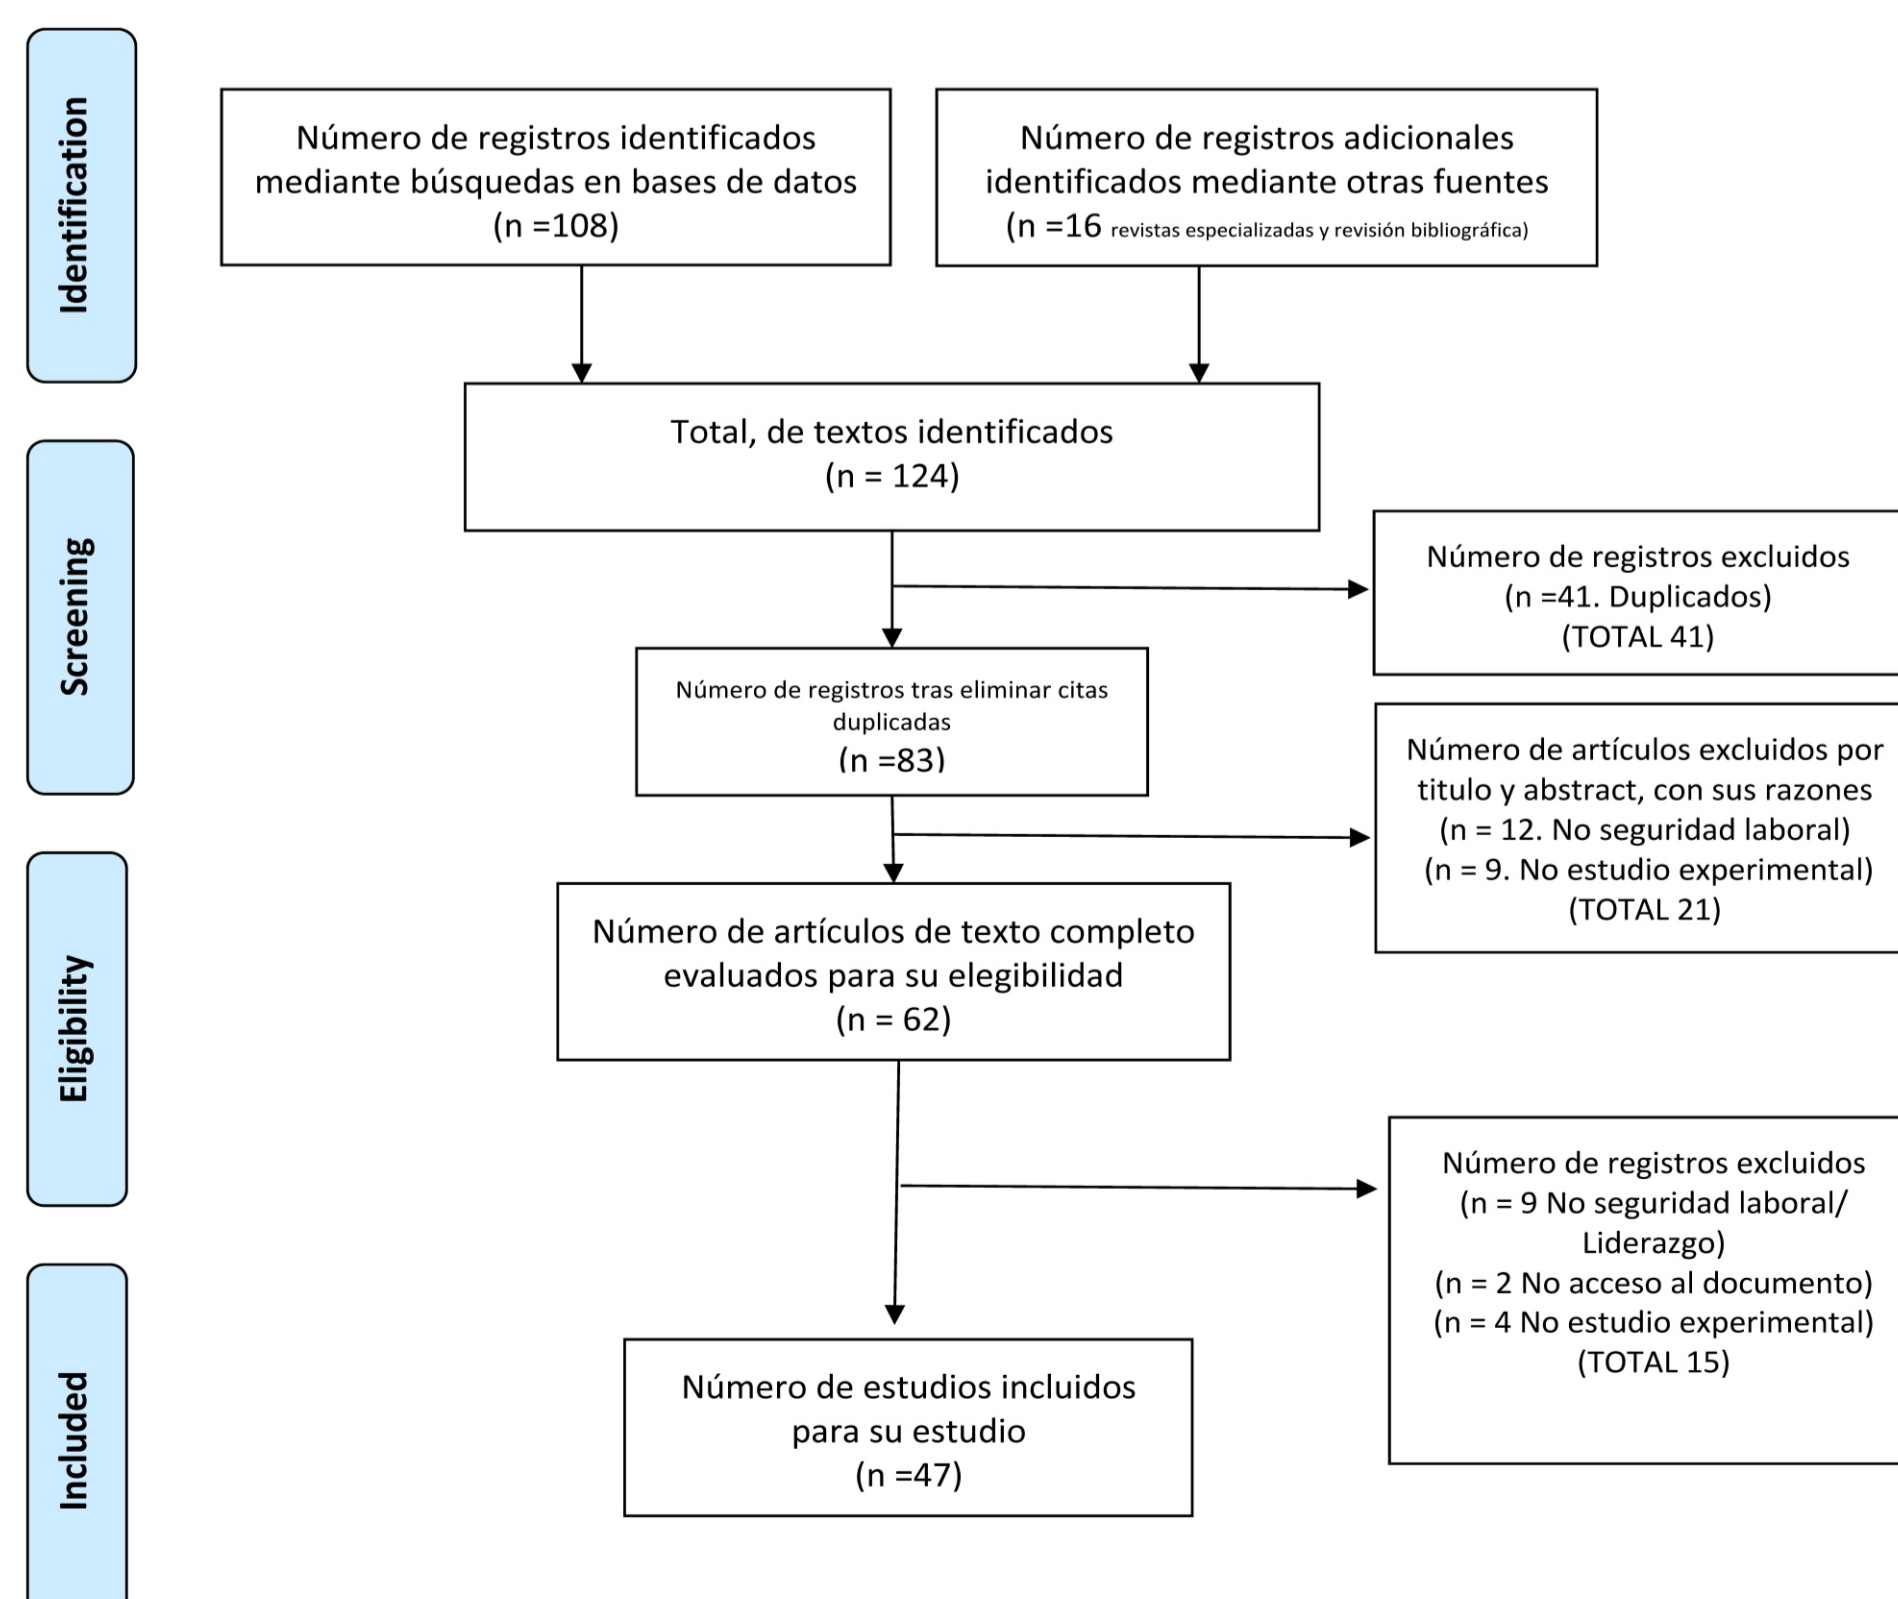 Identification
Número de registros identificados
mediante búsquedas en bases de datos
(n =108)
Número de registros adicionales
identificados mediante otras fuentes
(n =16 revistas especializadas y revisión bibliográfica)
Total, de textos identificados
(n = 124)
Screening
Número de registros excluidos
(n =41. Duplicados)
(TOTAL 41)
Número de registros tras eliminar citas
duplicadas
(n =83)
Número de artículos excluidos por
titulo y abstract, con sus razones
(n = 12. No seguridad laboral)
(n = 9. No estudio experimental)
(TOTAL 21)
Eligibility
Número de artículos de texto completo
evaluados para su elegibilidad
(n = 62)
Número de registros excluidos
(n = 9 No seguridad laboral/
Liderazgo)
(n = 2 No acceso al documento)
(n = 4 No estudio experimental)
(TOTAL 15)
Included
Número de estudios incluidos
para su estudio
(n =47)